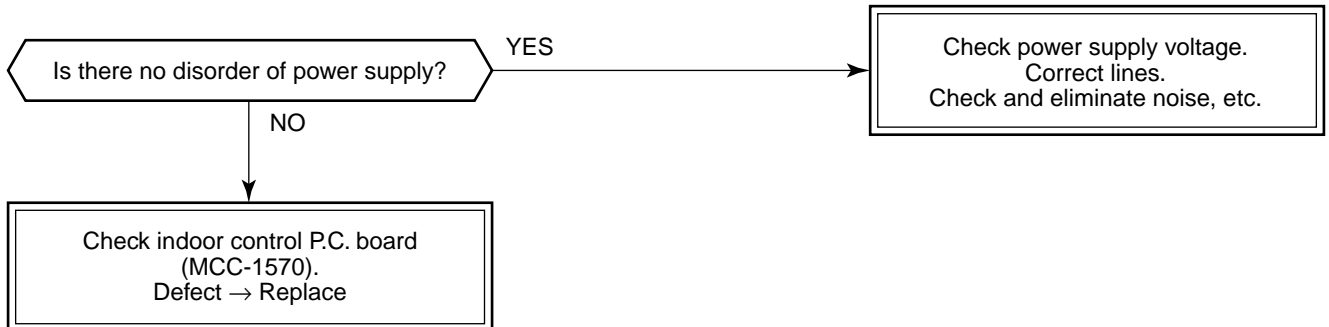 Is there no disorder of power supply?
YES
Check power supply voltage.
Correct lines.
Check and eliminate noise, etc.
NO
Check indoor control P.C. board
(MCC-1570).
Defect → Replace